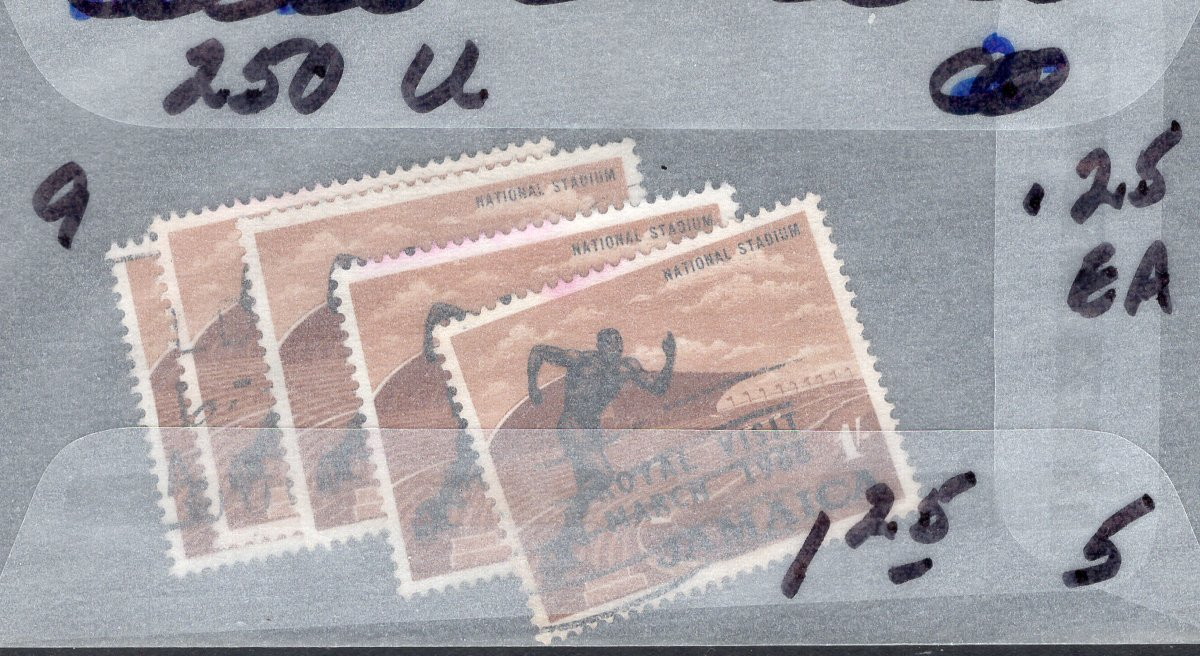 250 U
9
.25
EA
NATIONAL STADIUM
NATIONAL STADIUM
NATIONAL STADIUM
ROYAL VISIT
MARCH 1966
1/-
JAMAICA
1.25
5